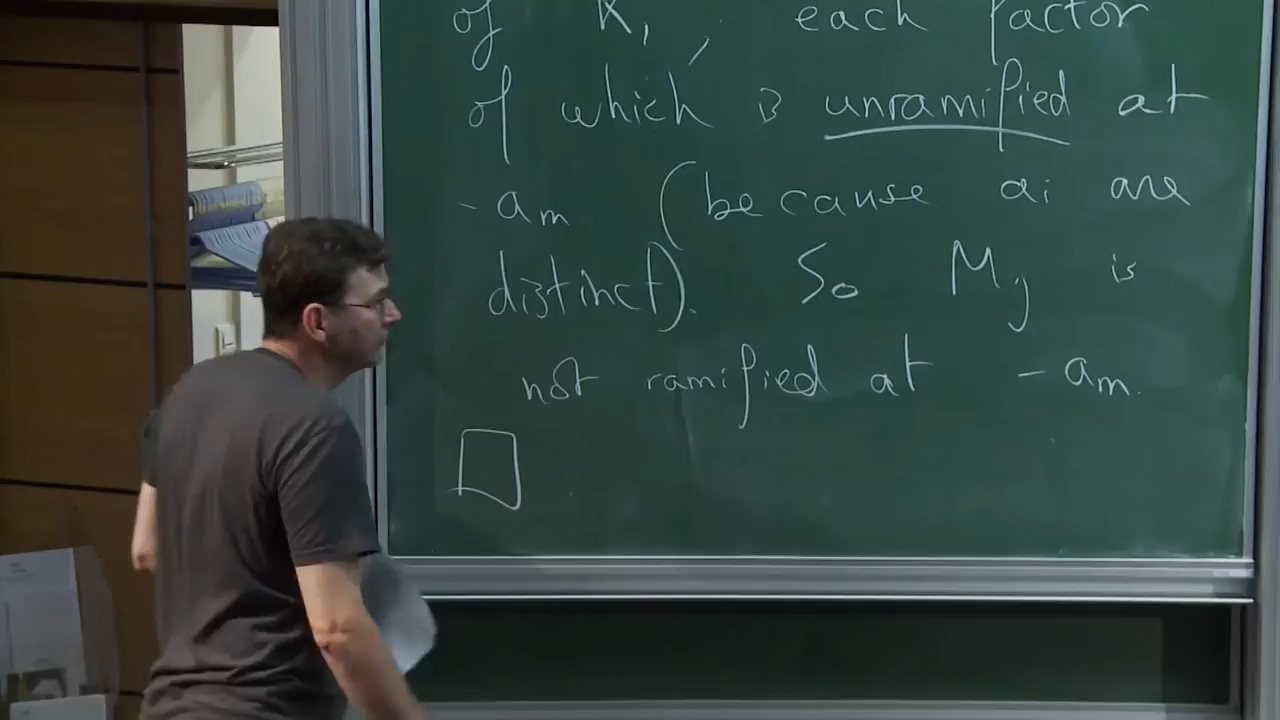 of K, , each factor
of which is unramified at
- am (because ai are
distinct). So Mj is
not ramified at - am.